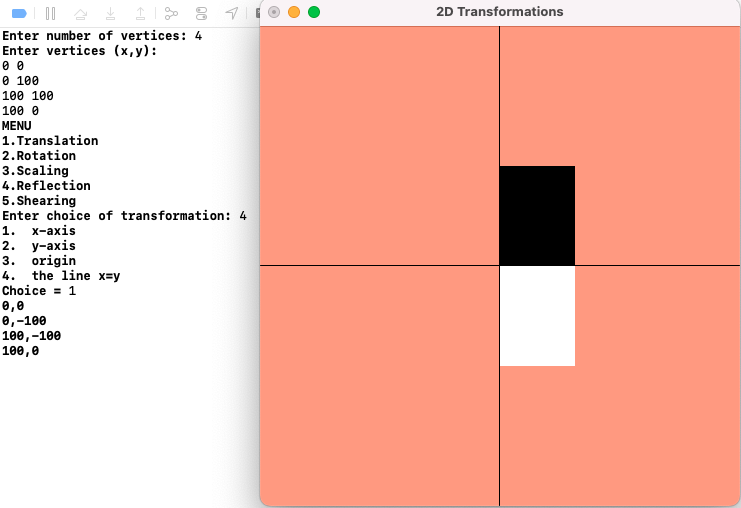 2D Transformations
Enter number of vertices: 4
Enter vertices (x,y):
0 0
0 100
100 100
100 0
MENU
1.Translation
2.Rotation
3.Scaling
4.Reflection
5.Shearing
Enter choice of transformation: 4
1.  x-axis
2.  y-axis
3.  origin
4.  the line x=y
Choice = 1
0,0
0,-100
100,-100
100,0